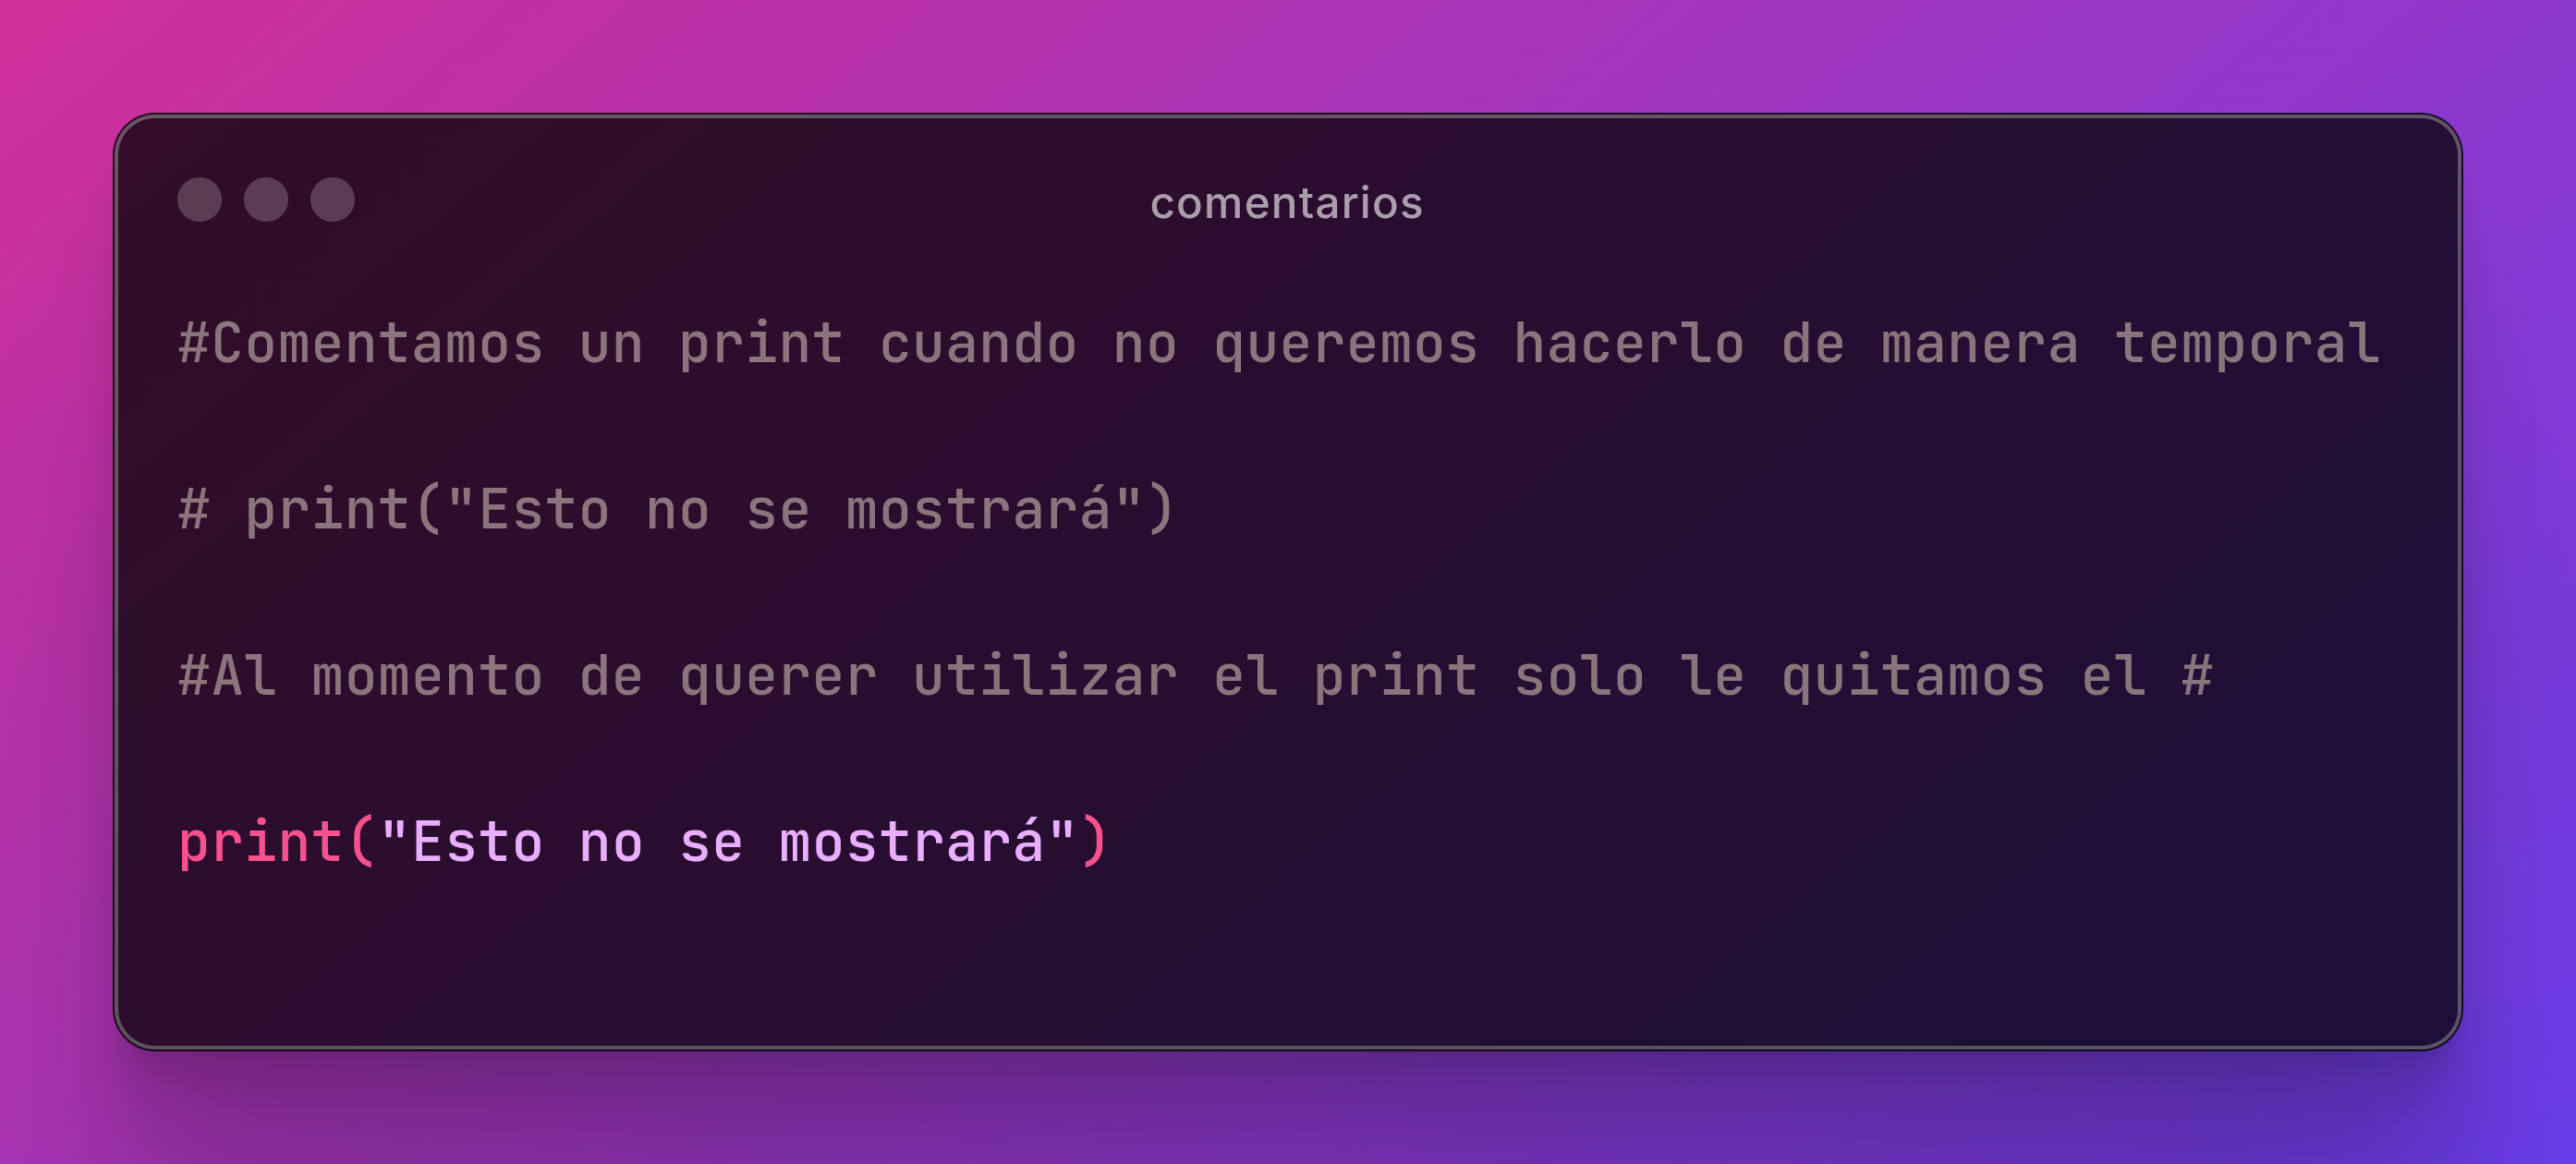 comentarios
#Comentamos un print cuando no queremos hacerlo de manera temporal
# print("Esto no se mostrará")
#Al momento de querer utilizar el print solo le quitamos el #
print("Esto no se mostrará")